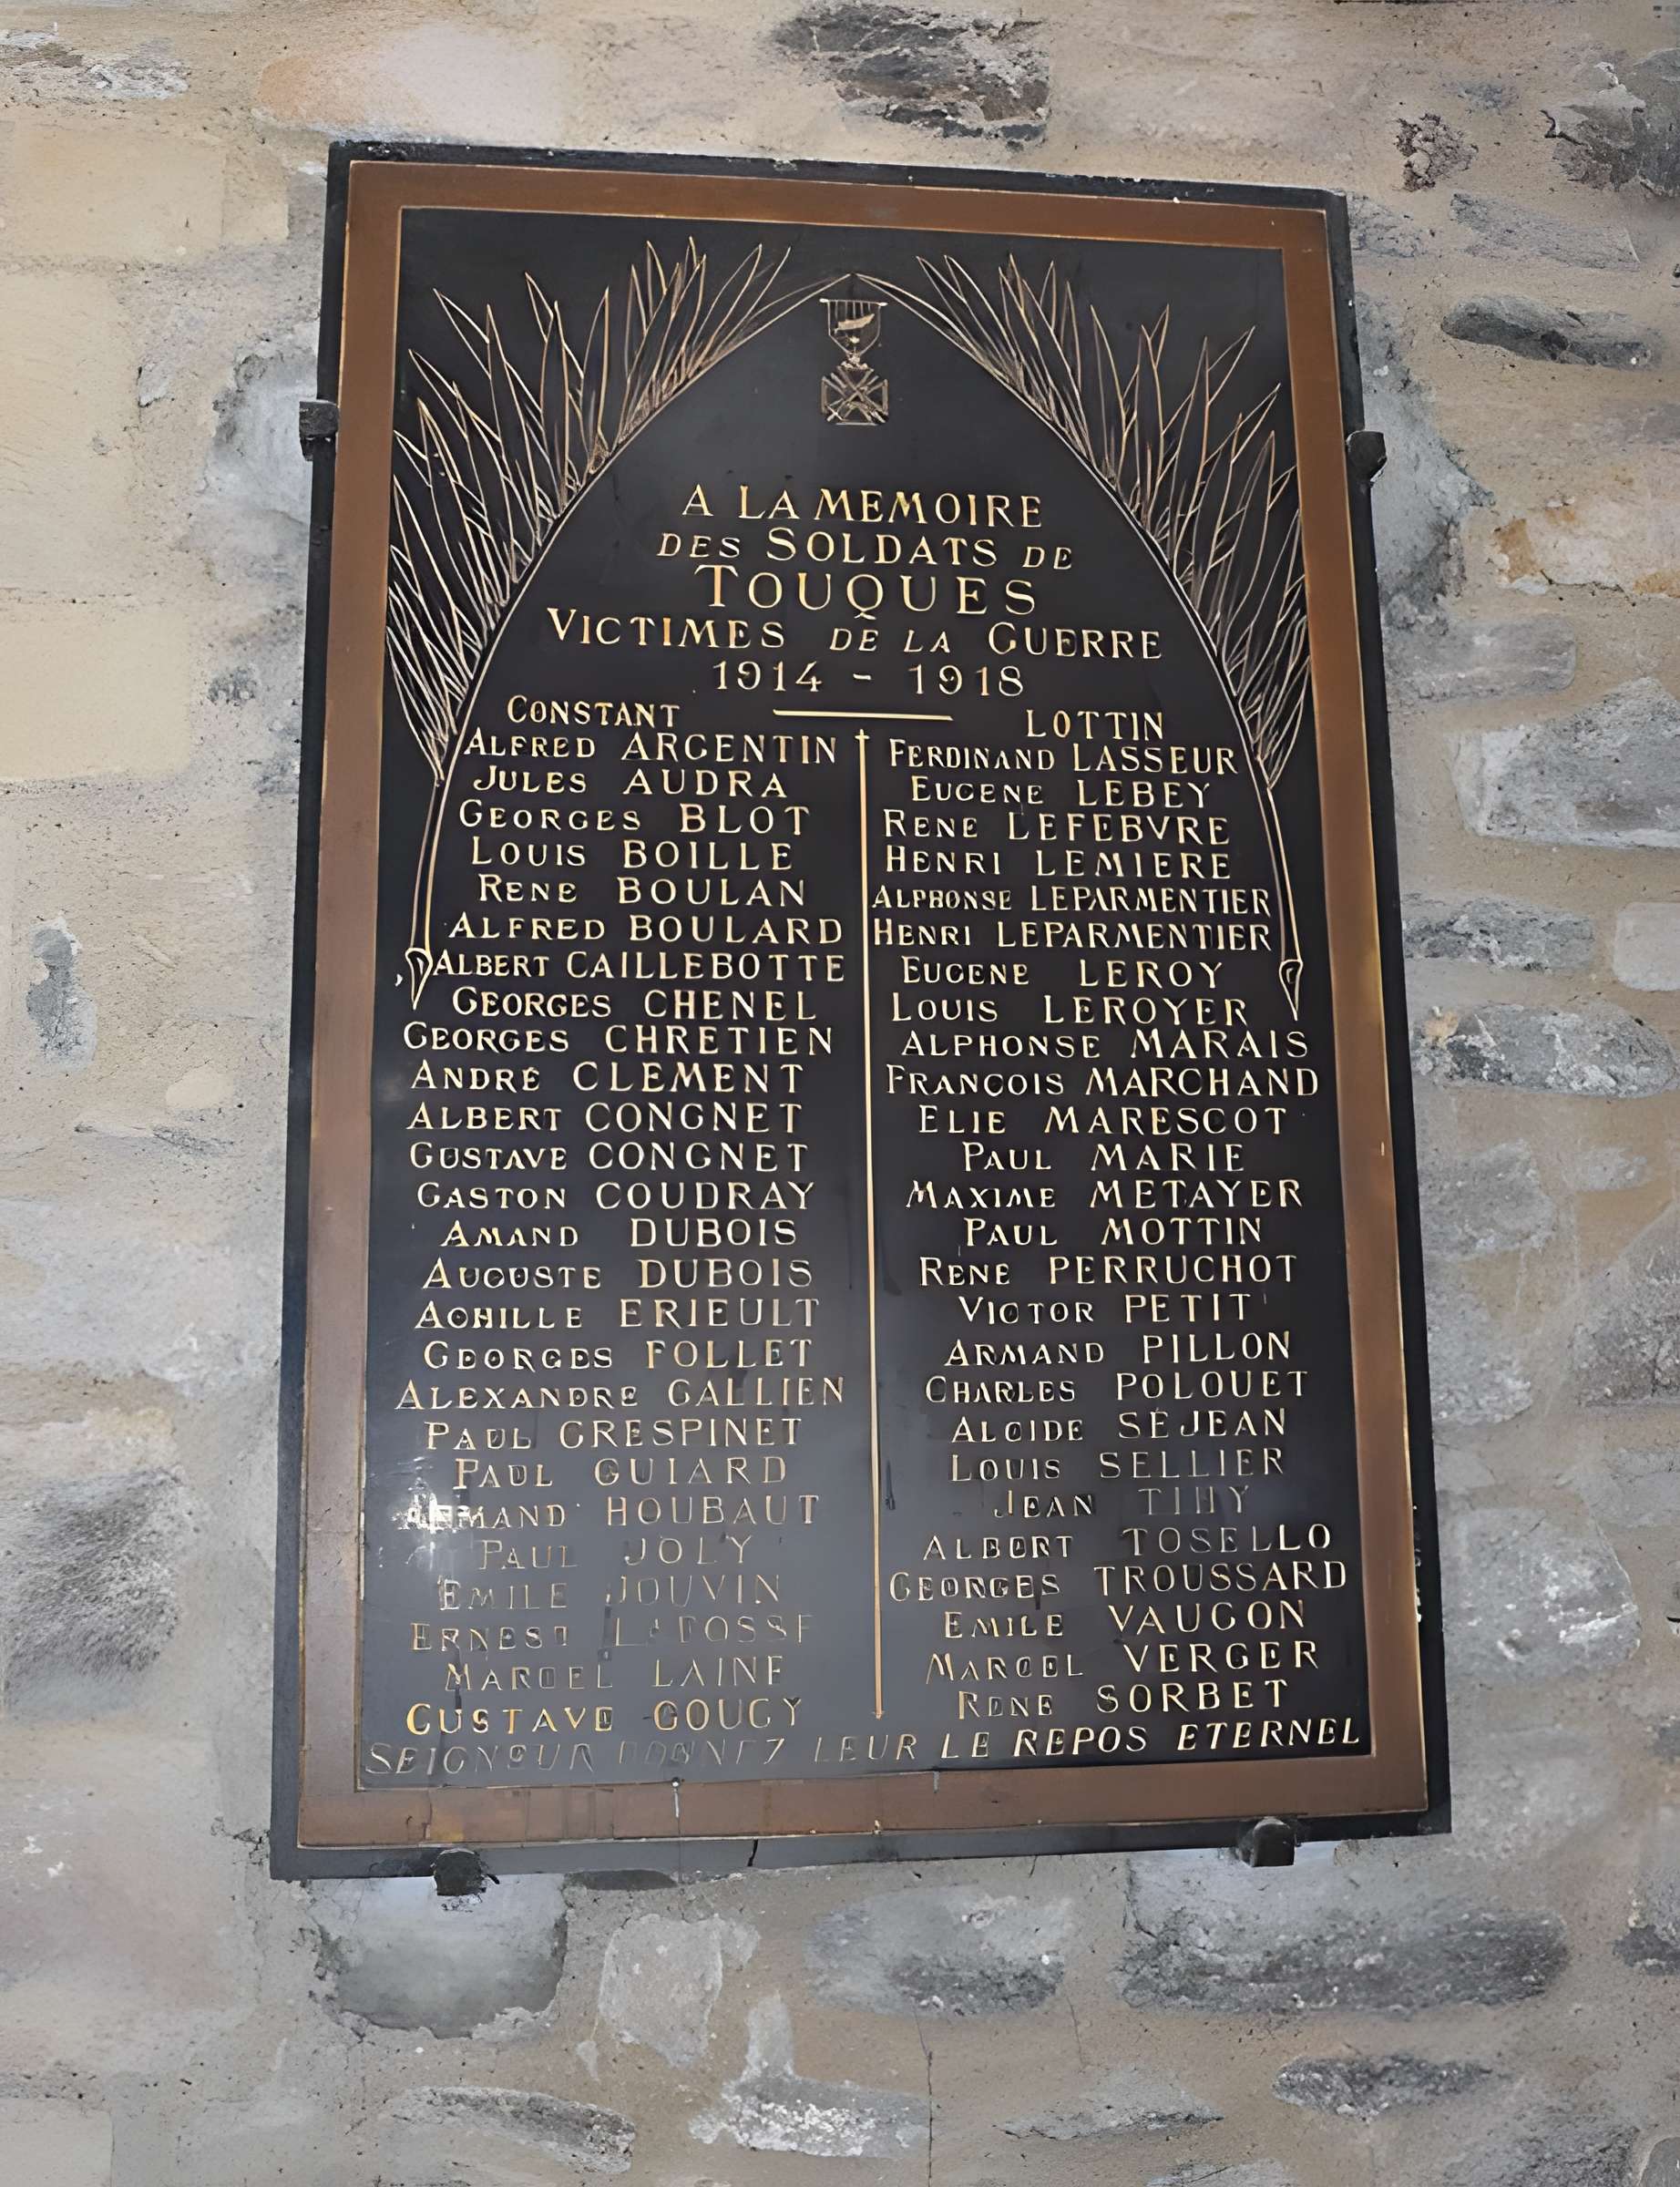 A LA MEMOIRE
DES SOLDATS DE
TOUQUES
VICTIMES DE LA GUERRE
1914 - 1918
CONSTANT LOTTIN
ALFRED ARGENTIN
JULES AUDRA
GEORGES BLOT
LOUIS BOILLE
RENE BOULAN
ALFRED BOULARD
ALBERT CAILLEBOTTE
GEORGES CHENEL
GEORGES CHRETIEN
ANDRÉ CLEMENT
ALBERT CONGNET
GUSTAVE CONGNET
GASTON COUDRAY
AMAND DUBOIS
AUGUSTE DUBOIS
ACHILLE ERIEULT
GEORGES FOLLET
ALEXANDRE GALLIEN
PAUL GRESPINET
PAUL GUIARD
ARMAND HOUBAUT
PAUL JOLY
EMILE JOUVIN
ERNEST
MARCEL LAINE
GUSTAVE GOUGY
FERDINAND LASSEUR
EUGENE LEBEY
RENE LEFEBVRE
HENRI LEMIERE
ALPHONSE LEPARMENTIER
HENRI LEPARMENTIER
EUGENE LEROY
LOUIS LEROYER
ALPHONSE MARAIS
FRANÇOIS MARCHAND
ELIE MARESCOT
PAUL MARIE
MAXIME METAYER
PAUL MOTTIN
RENE PERRUCHOT
VICTOR PETIT
ARMAND PILLON
CHARLES POLOUET
ALCIDE SEJEAN
LOUIS SELLIER
JEAN
ALBERT TOSELLO
GEORGES TROUSSARD
EMILE VAUGON
MARCEL VERGER
RENE SORBET
SEIGNEUR DONNEZ LEUR LE REPOS ETERNEL